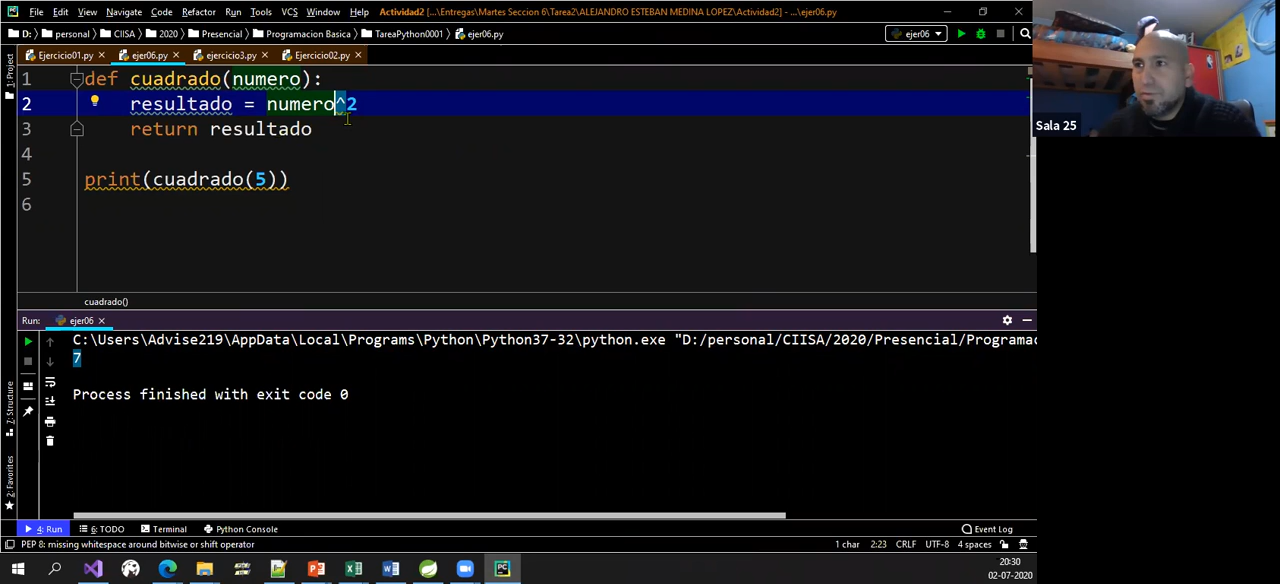 File Edit View Navigate Code Refactor Run Tools VCS Window Help Actividad2 [...\Entregas\Martes Seccion 6\Tarea2\ALEJANDRO ESTEBAN MEDINA LOPEZ\Actividad2] - ...\ejer06.py
D: personal CIISA 2020 Presencial Programacion Basica TareaPython0001 ejer06.py ejer06
Ejercicio01.py ejer06.py ejercicio3.py Ejercicio02.py
1: Project
1 def cuadrado(numero):
2 resultado = numero^2
3 return resultado
4
5 print(cuadrado(5))
6
Sala 25
cuadrado()
Run: ejer06
C:\Users\Advise219\AppData\Local\Programs\Python\Python37-32\python.exe "D:/personal/CIISA/2020/Presencial/Programac
7
Process finished with exit code 0
7: Structure
2: Favorites
4: Run 6: TODO Terminal Python Console Event Log
PEP 8: missing whitespace around bitwise or shift operator 1 char 2:23 CRLF UTF-8 4 spaces
20:30
02-07-2020